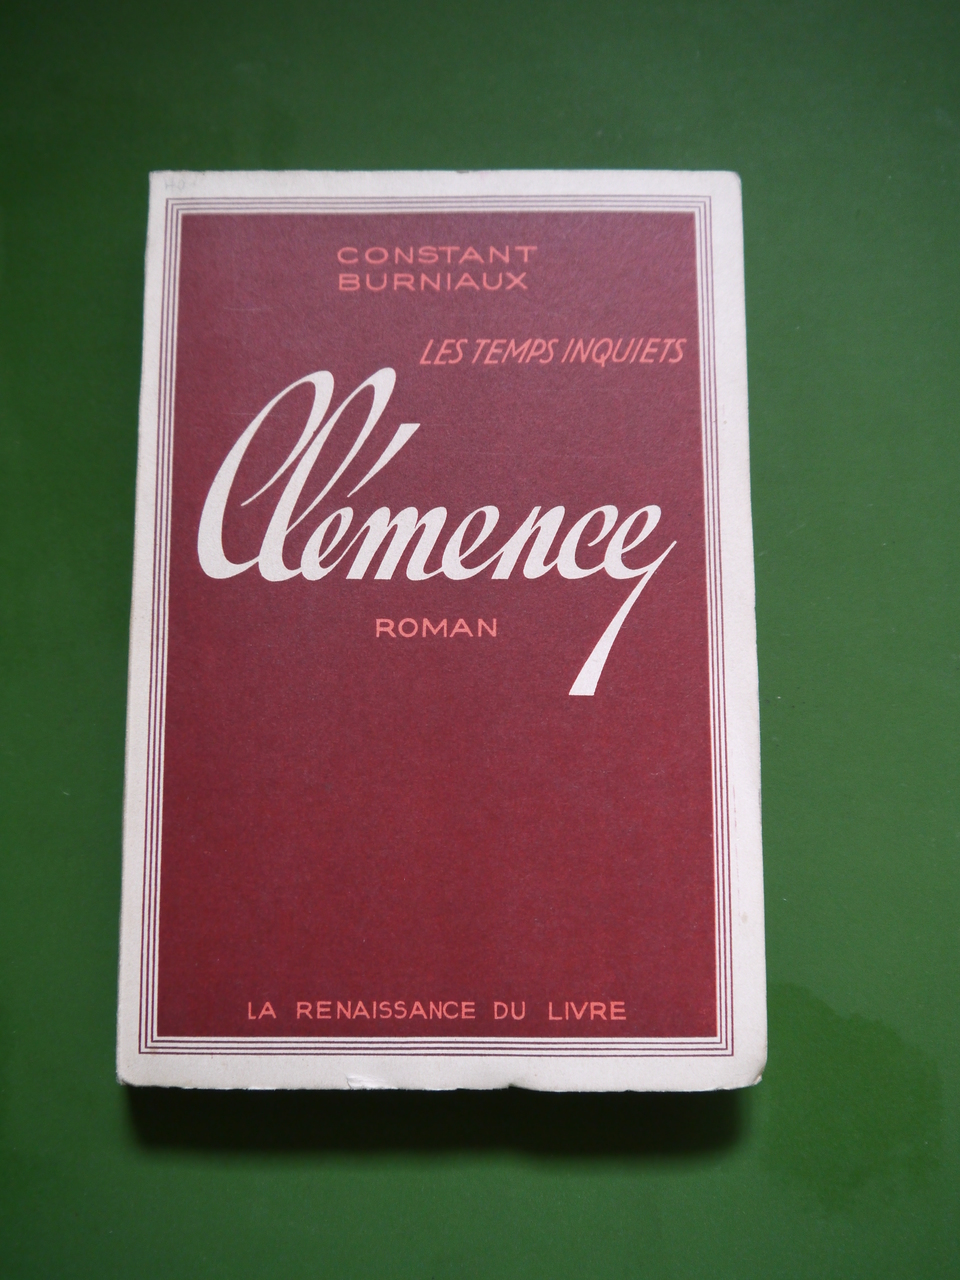 CONSTANT
BURNIAUX
LES TEMPS INQUIETS
Clémence
ROMAN
LA RENAISSANCE DU LIVRE